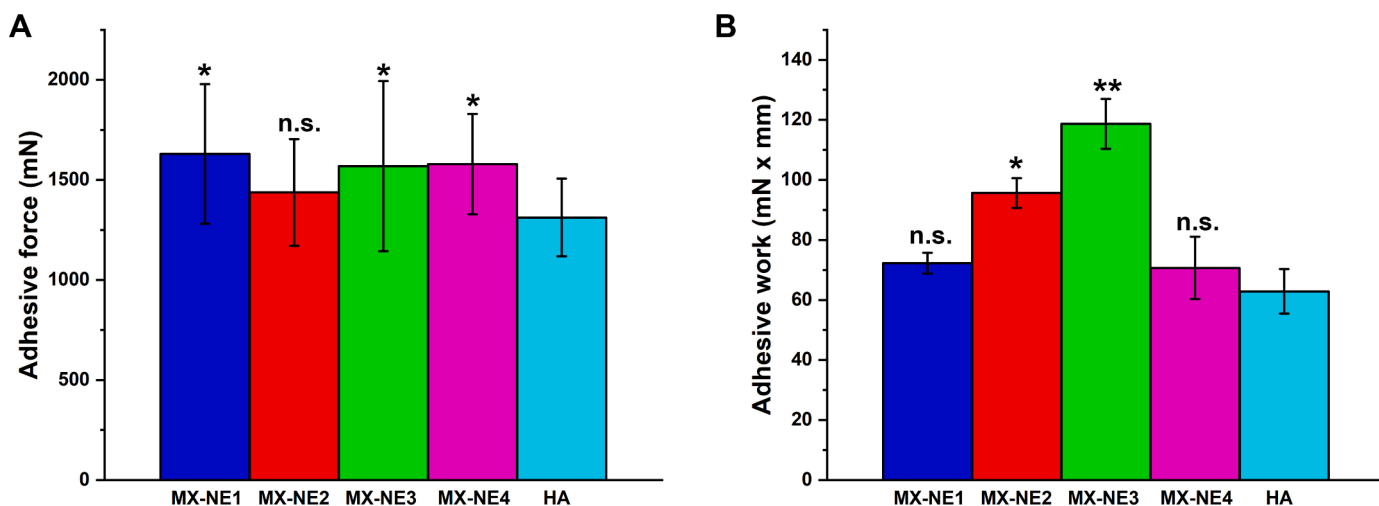 A
Adhesive force (mN)
2000
1500
1000
500
0
*
n.s.
*
*
MX-NE1 MX-NE2 MX-NE3 MX-NE4 HA
B
Adhesive work (mN x mm)
140
120
100
80
60
40
20
0
n.s.
*
**
n.s.
MX-NE1 MX-NE2 MX-NE3 MX-NE4 HA